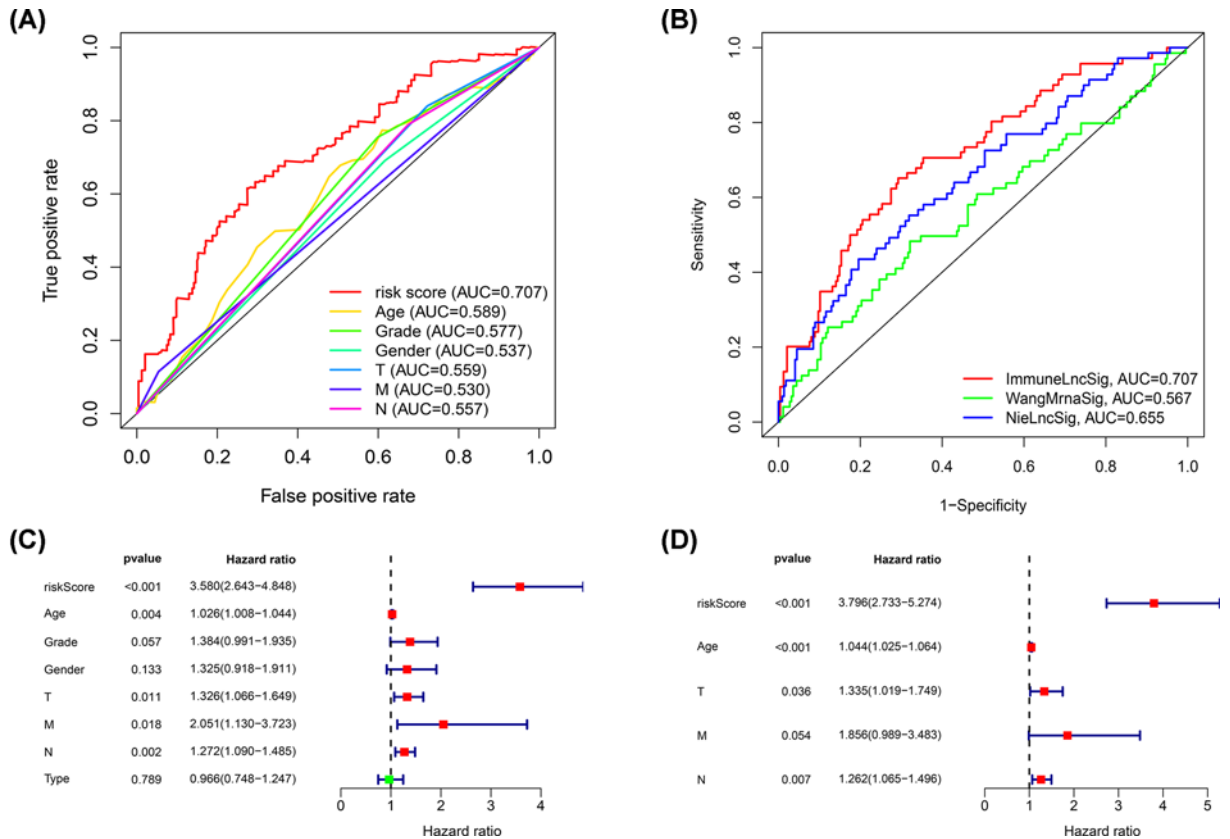 (A)
True positive rate
0.0 0.2 0.4 0.6 0.8 1.0
risk score (AUC=0.707)
Age (AUC=0.589)
Grade (AUC=0.577)
Gender (AUC=0.537)
T (AUC=0.559)
M (AUC=0.530)
N (AUC=0.557)
0.0 0.2 0.4 0.6 0.8 1.0
False positive rate
(B)
Sensitivity
0.0 0.2 0.4 0.6 0.8 1.0
ImmuneLncSig, AUC=0.707
WangMrnaSig, AUC=0.567
NieLncSig, AUC=0.655
0.0 0.2 0.4 0.6 0.8 1.0
1−Specificity
(C)
pvalue Hazard ratio
riskScore <0.001 3.580(2.643−4.848)
Age 0.004 1.026(1.008−1.044)
Grade 0.057 1.384(0.991−1.935)
Gender 0.133 1.325(0.918−1.911)
T 0.011 1.326(1.066−1.649)
M 0.018 2.051(1.130−3.723)
N 0.002 1.272(1.090−1.485)
Type 0.789 0.966(0.748−1.247)
0 1 2 3 4
Hazard ratio
(D)
pvalue Hazard ratio
riskScore <0.001 3.796(2.733−5.274)
Age <0.001 1.044(1.025−1.064)
T 0.036 1.335(1.019−1.749)
M 0.054 1.856(0.989−3.483)
N 0.007 1.262(1.065−1.496)
0 1 2 3 4 5
Hazard ratio